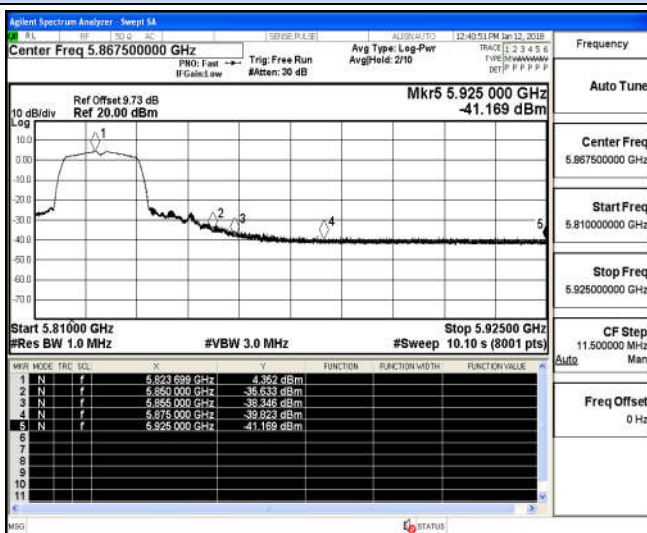 Agilent Spectrum Analyzer - Swept SA
RL RF 50 Ω AC SENSE:PULSE ALIGN AUTO 12:40:51 PM Jan 12, 2018
Center Freq 5.867500000 GHz
PNO: Fast
IFGain:Low
Trig: Free Run
#Atten: 30 dB
Avg Type: Log-Pwr
Avg|Hold: 2/10
TRACE 1 2 3 4 5 6
TYPE MWWWWW
DET P P P P P P
Mkr5 5.925 000 GHz
-41.169 dBm
Ref Offset 9.73 dB
10 dB/div Ref 20.00 dBm
Log
10.0
0.00
-10.0
-20.0
-30.0
-40.0
-50.0
-60.0
-70.0
1
2
3
4
5
Start 5.81000 GHz Stop 5.92500 GHz
#Res BW 1.0 MHz #VBW 3.0 MHz #Sweep 10.10 s (8001 pts)
MKR MODE TRC SCL X Y FUNCTION FUNCTION WIDTH FUNCTION VALUE
1 N f 5.823 699 GHz 4.352 dBm
2 N f 5.850 000 GHz -35.633 dBm
3 N f 5.855 000 GHz -38.346 dBm
4 N f 5.875 000 GHz -39.823 dBm
5 N f 5.925 000 GHz -41.169 dBm
6
7
8
9
10
11
MSG STATUS
Frequency
Auto Tune
Center Freq
5.867500000 GHz
Start Freq
5.810000000 GHz
Stop Freq
5.925000000 GHz
CF Step
11.500000 MHz
Auto Man
Freq Offset
0 Hz